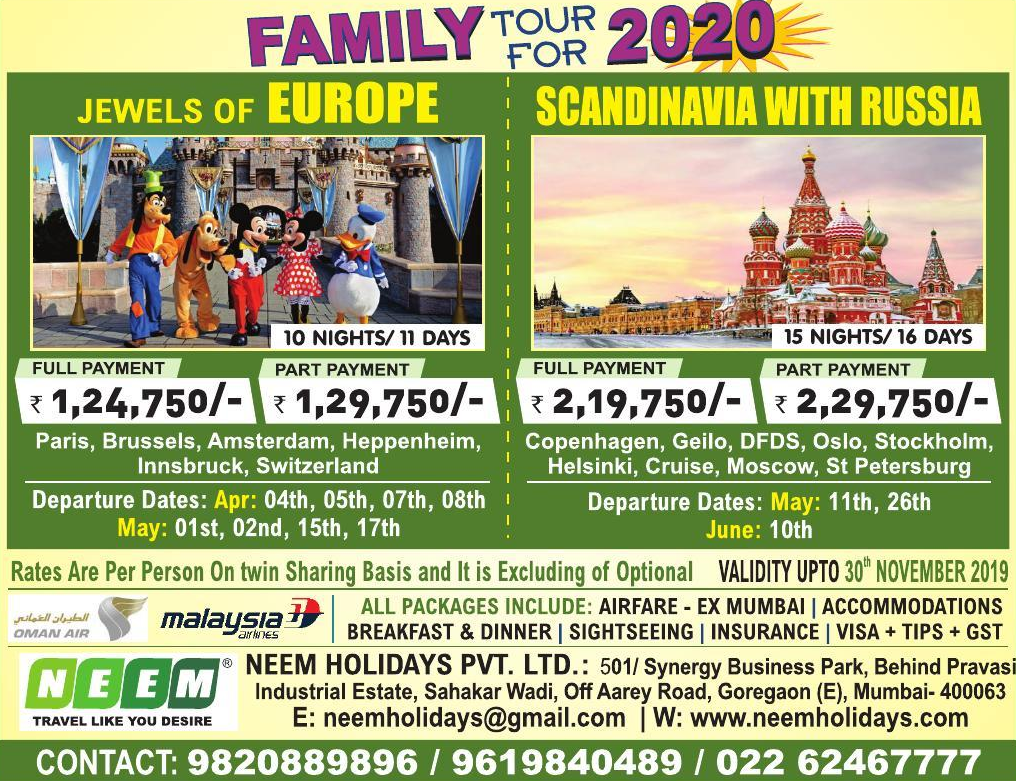 FAMILY TOUR FOR 2020
JEWELS OF EUROPE
10 NIGHTS/ 11 DAYS
FULL PAYMENT
₹ 1,24,750/-
PART PAYMENT
₹ 1,29,750/-
Paris, Brussels, Amsterdam, Heppenheim,
Innsbruck, Switzerland
Departure Dates: Apr: 04th, 05th, 07th, 08th
May: 01st, 02nd, 15th, 17th
SCANDINAVIA WITH RUSSIA
15 NIGHTS/ 16 DAYS
FULL PAYMENT
₹ 2,19,750/-
PART PAYMENT
₹ 2,29,750/-
Copenhagen, Geilo, DFDS, Oslo, Stockholm,
Helsinki, Cruise, Moscow, St Petersburg
Departure Dates: May: 11th, 26th
June: 10th
Rates Are Per Person On twin Sharing Basis and It is Excluding of Optional VALIDITY UPTO 30th NOVEMBER 2019
الطيران العماني
OMAN AIR
malaysia
airlines
ALL PACKAGES INCLUDE: AIRFARE - EX MUMBAI | ACCOMMODATIONS
BREAKFAST & DINNER | SIGHTSEEING | INSURANCE | VISA + TIPS + GST
NEEM ®
TRAVEL LIKE YOU DESIRE
NEEM HOLIDAYS PVT. LTD.: 501/ Synergy Business Park, Behind Pravasi
Industrial Estate, Sahakar Wadi, Off Aarey Road, Goregaon (E), Mumbai- 400063
E: neemholidays@gmail.com | W: www.neemholidays.com
CONTACT: 9820889896 / 9619840489 / 022 62467777